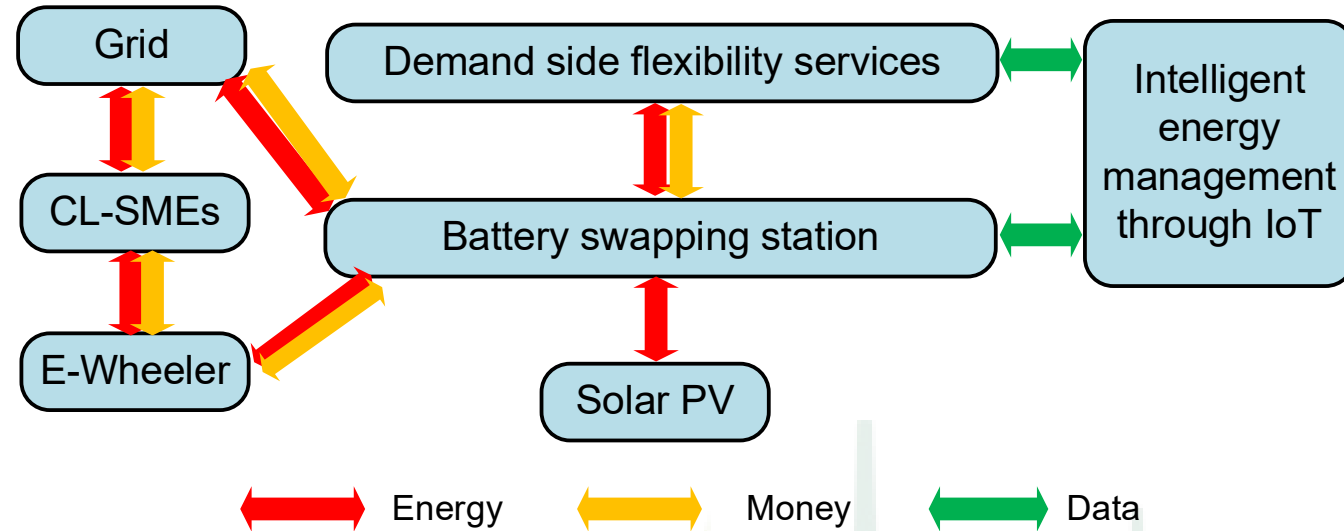 Grid
Demand side flexibility services
Intelligent
energy
management
through IoT
CL-SMEs
Battery swapping station
E-Wheeler
Solar PV
Energy
Money
Data